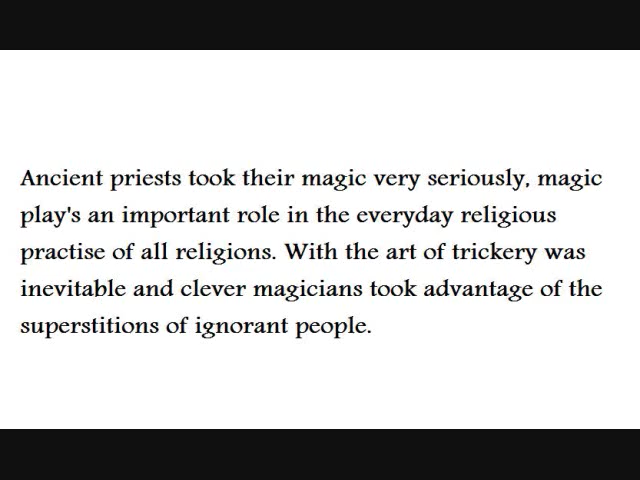 Ancient priests took their magic very seriously, magic
play's an important role in the everyday religious
practise of all religions. With the art of trickery was
inevitable and clever magicians took advantage of the
superstitions of ignorant people.